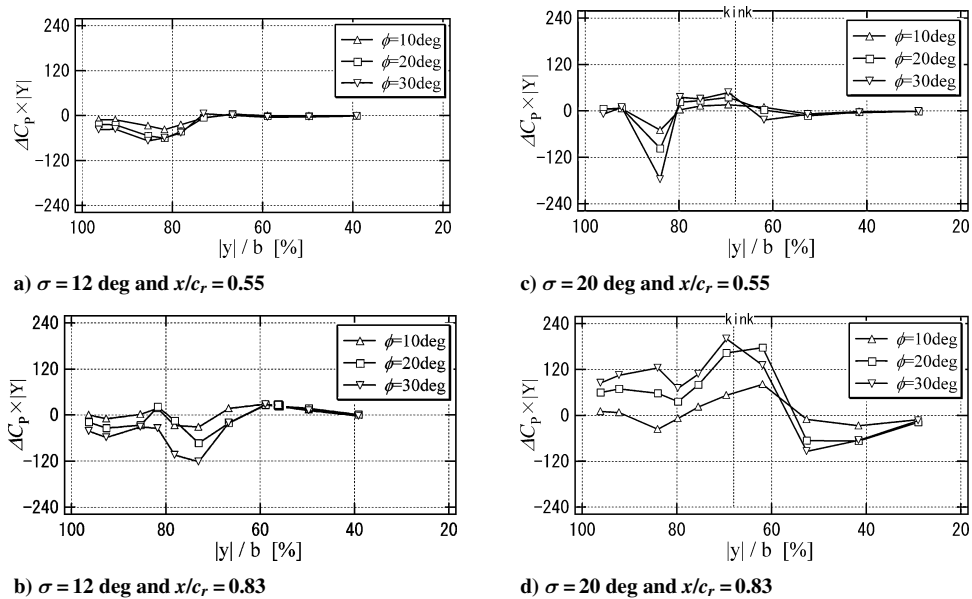 240
120
0
-120
-240
ΔC_P × |Y|
ϕ=10deg
ϕ=20deg
ϕ=30deg
100 80 60 40 20
|y| / b [%]
a) σ = 12 deg and x/c_r = 0.55
kink
240
120
0
-120
-240
ΔC_P × |Y|
ϕ=10deg
ϕ=20deg
ϕ=30deg
100 80 60 40 20
|y| / b [%]
c) σ = 20 deg and x/c_r = 0.55
240
120
0
-120
-240
ΔC_P × |Y|
ϕ=10deg
ϕ=20deg
ϕ=30deg
100 80 60 40 20
|y| / b [%]
b) σ = 12 deg and x/c_r = 0.83
kink
240
120
0
-120
-240
ΔC_P × |Y|
ϕ=10deg
ϕ=20deg
ϕ=30deg
100 80 60 40 20
|y| / b [%]
d) σ = 20 deg and x/c_r = 0.83